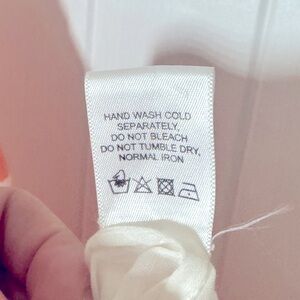 HAND WASH COLD
SEPARATELY,
DO NOT BLEACH
DO NOT TUMBLE DRY,
NORMAL IRON